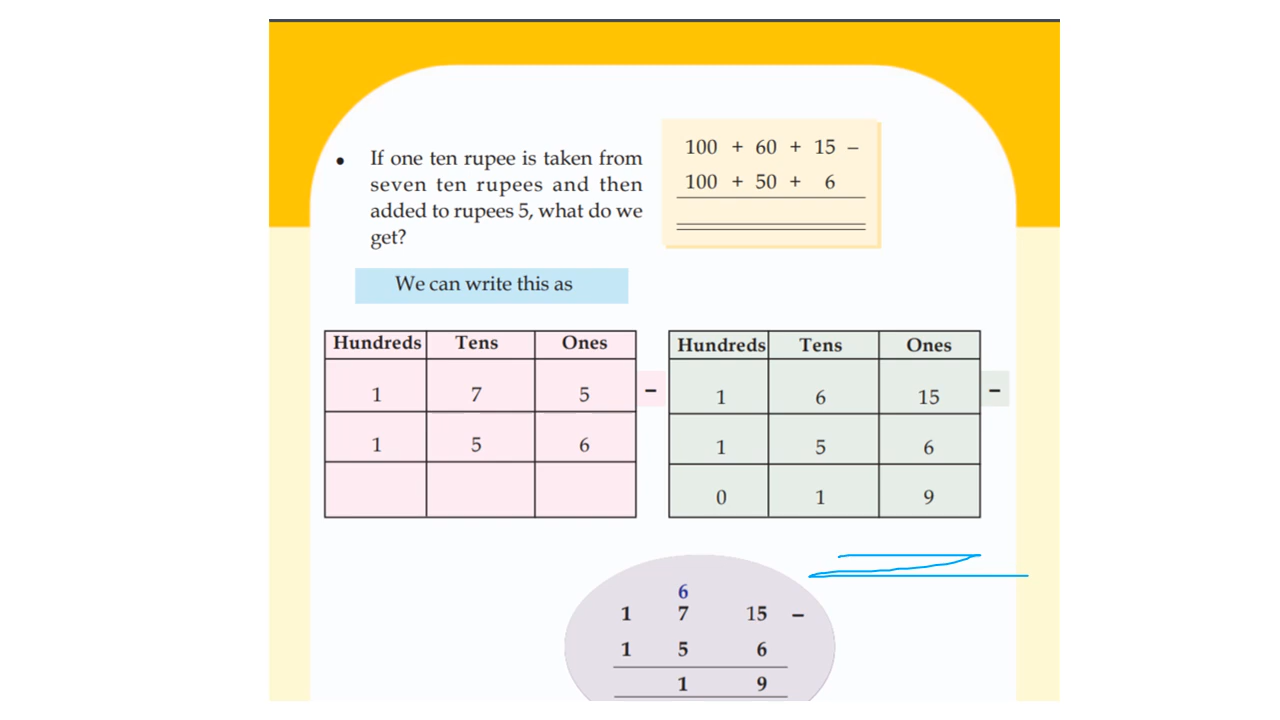 • If one ten rupee is taken from
seven ten rupees and then
added to rupees 5, what do we
get?
100 + 60 + 15 –
100 + 50 + 6
We can write this as
Hundreds Tens Ones
1 7 5 –
1 5 6
Hundreds Tens Ones
1 6 15 –
1 5 6
0 1 9
6
1 7 15 –
1 5 6
1 9